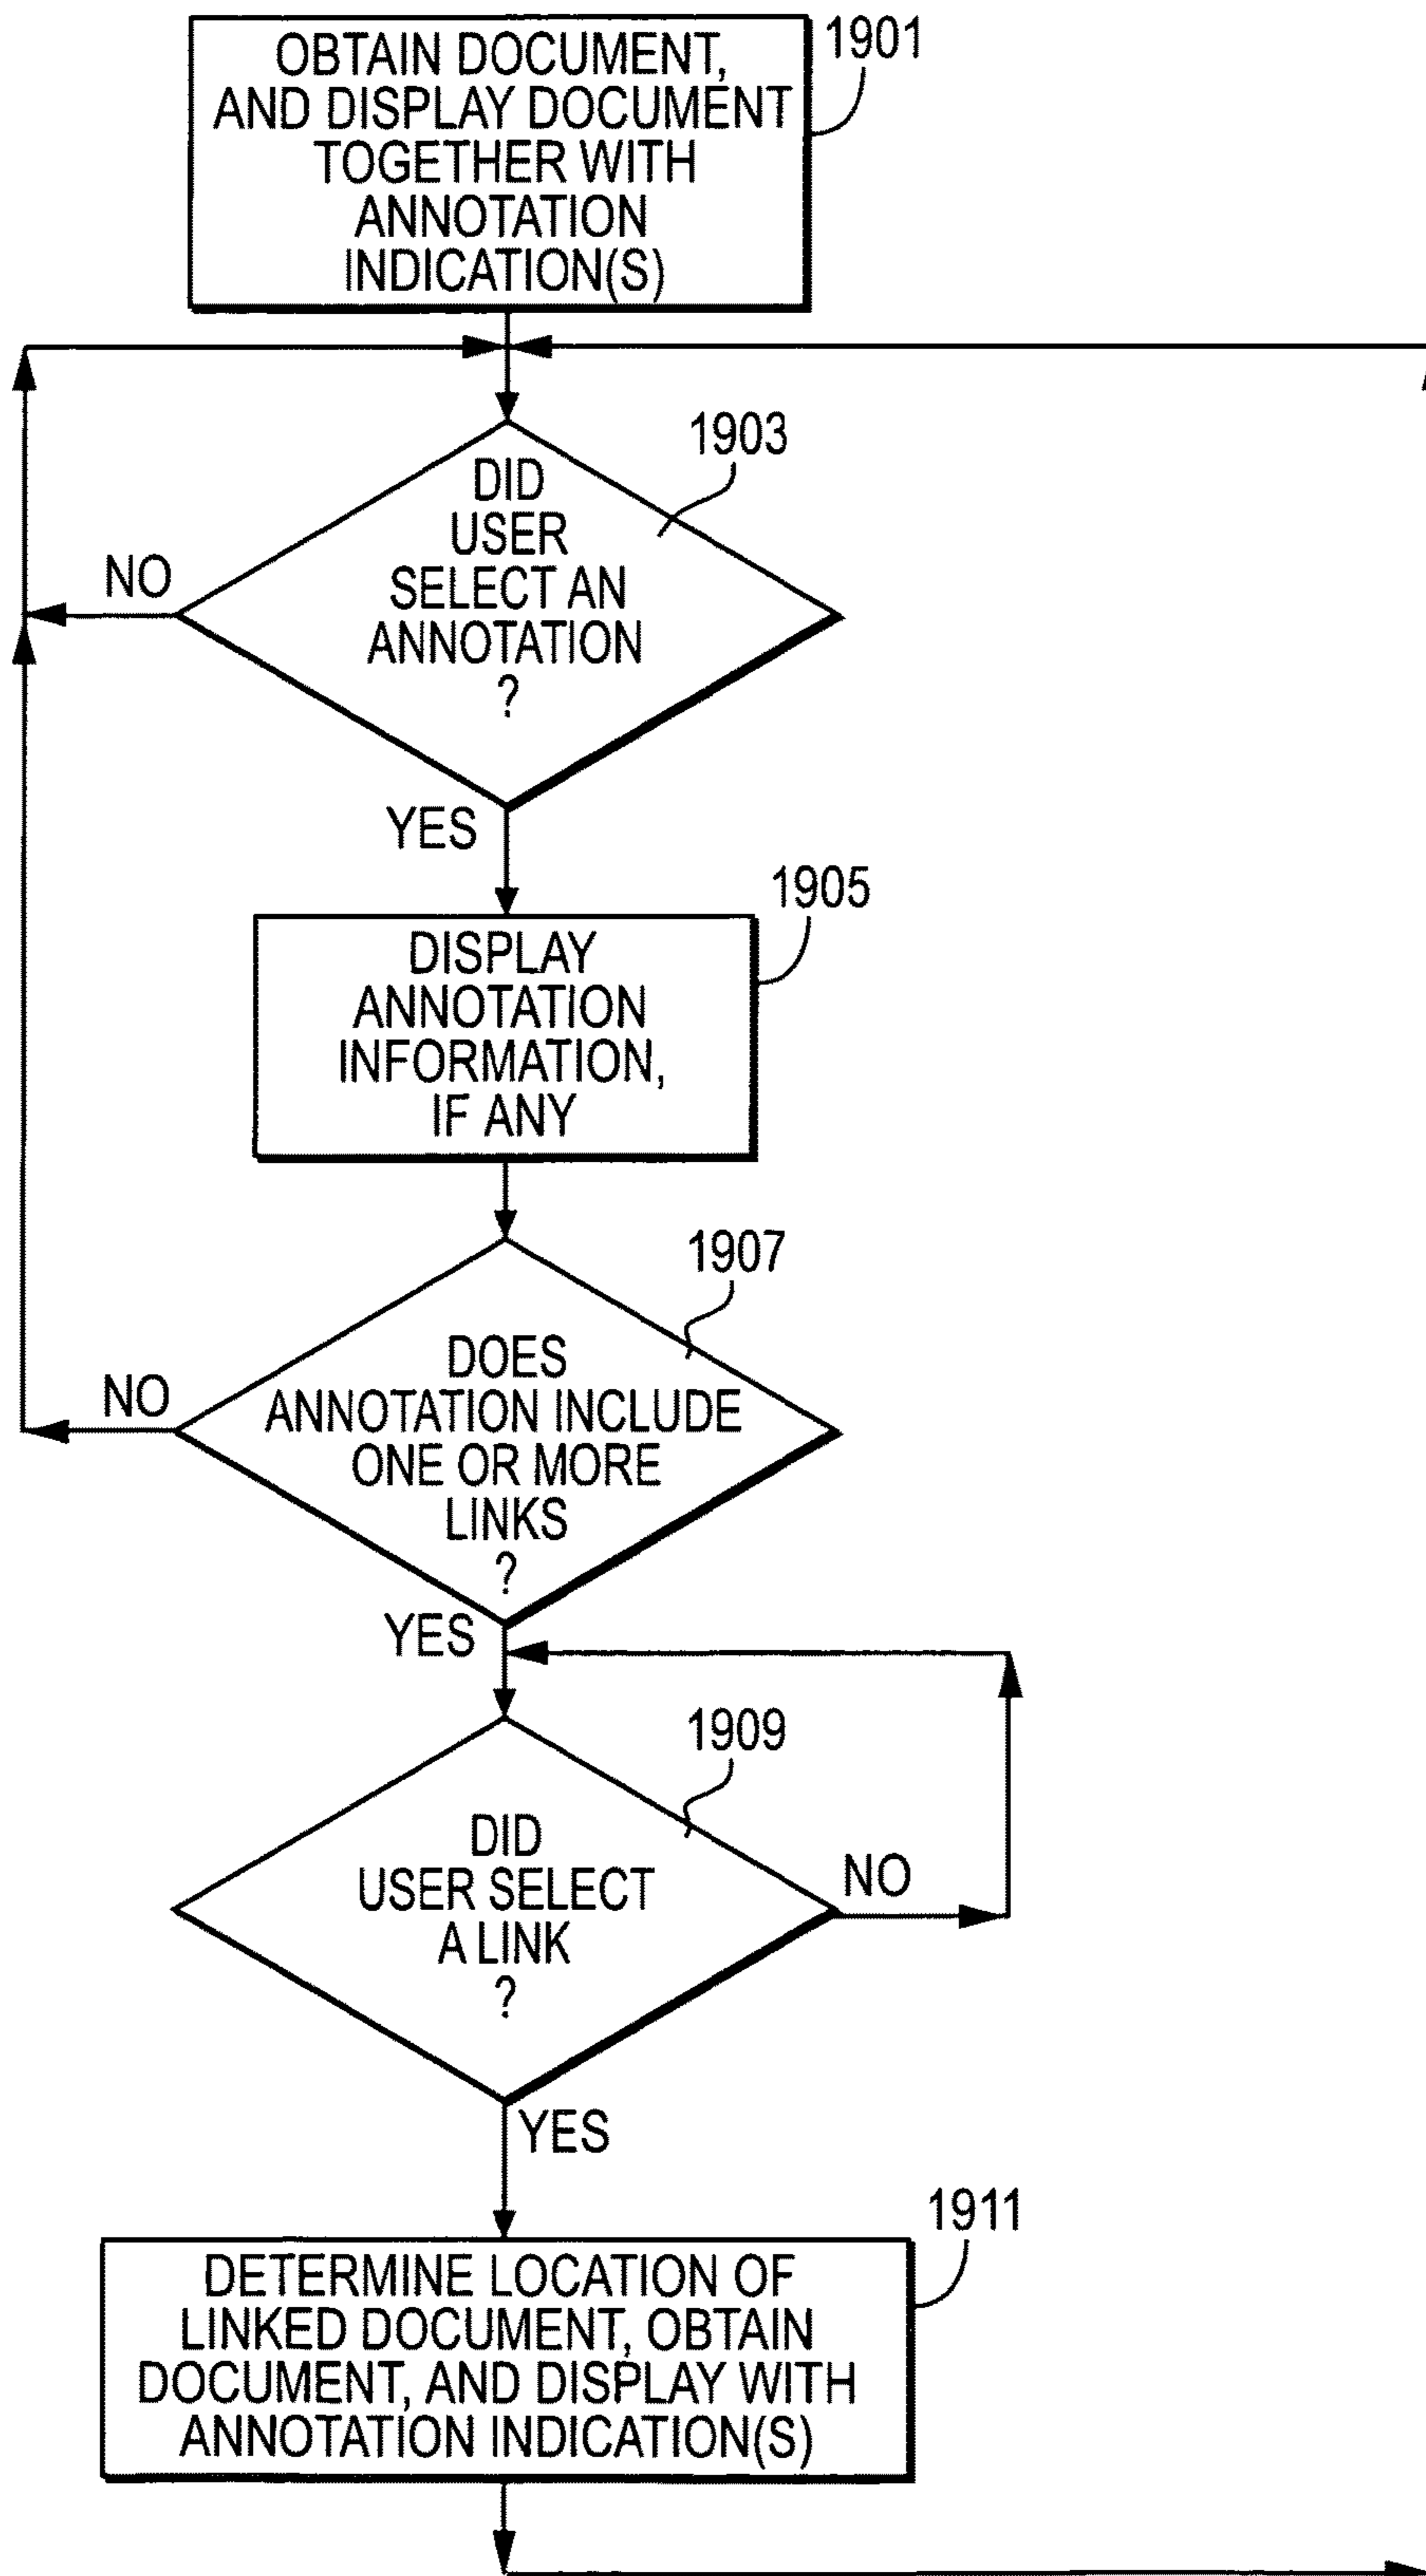 OBTAIN DOCUMENT,
AND DISPLAY DOCUMENT
TOGETHER WITH
ANNOTATION
INDICATION(S)
1901
1903
DID
USER
SELECT AN
ANNOTATION
?
NO
YES
1905
DISPLAY
ANNOTATION
INFORMATION,
IF ANY
1907
DOES
ANNOTATION INCLUDE
ONE OR MORE
LINKS
?
NO
YES
1909
DID
USER SELECT
A LINK
?
NO
YES
1911
DETERMINE LOCATION OF
LINKED DOCUMENT, OBTAIN
DOCUMENT, AND DISPLAY WITH
ANNOTATION INDICATION(S)